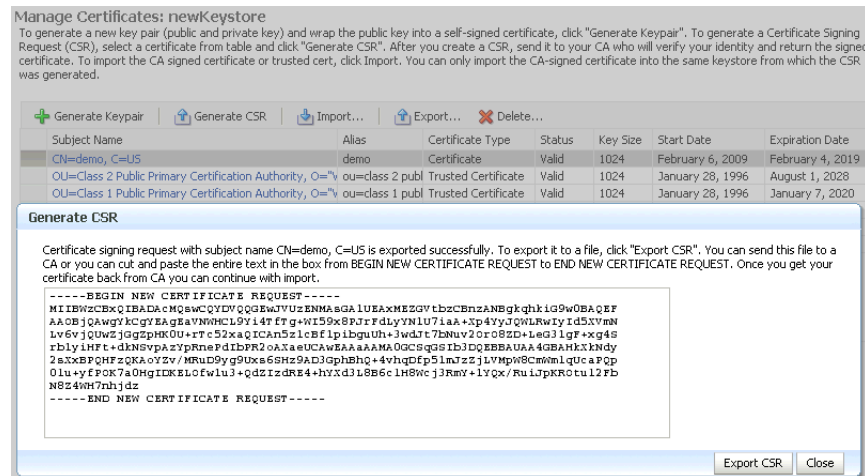 Manage Certificates: newKeystore
To generate a new key pair (public and private key) and wrap the public key into a self-signed certificate, click "Generate Keypair". To generate a Certificate Signing
Request (CSR), select a certificate from table and click "Generate CSR". After you create a CSR, send it to your CA who will verify your identity and return the signed
certificate. To import the CA signed certificate or trusted cert, click Import. You can only import the CA-signed certificate into the same keystore from which the CSR
was generated.
Generate Keypair Generate CSR Import... Export... Delete...
Subject Name Alias Certificate Type Status Key Size Start Date Expiration Date
CN=demo, C=US demo Certificate Valid 1024 February 6, 2009 February 4, 2019
OU=Class 2 Public Primary Certification Authority, O="V ou=class 2 publ Trusted Certificate Valid 1024 January 28, 1996 August 1, 2028
OU=Class 1 Public Primary Certification Authority, O="V ou=class 1 publ Trusted Certificate Valid 1024 January 28, 1996 January 7, 2020
Generate CSR
Certificate signing request with subject name CN=demo, C=US is exported successfully. To export it to a file, click "Export CSR". You can send this file to a
CA or you can cut and paste the entire text in the box from BEGIN NEW CERTIFICATE REQUEST to END NEW CERTIFICATE REQUEST. Once you get your
certificate back from CA you can continue with import.
-----BEGIN NEW CERTIFICATE REQUEST-----
-----END NEW CERTIFICATE REQUEST-----
Export CSR Close